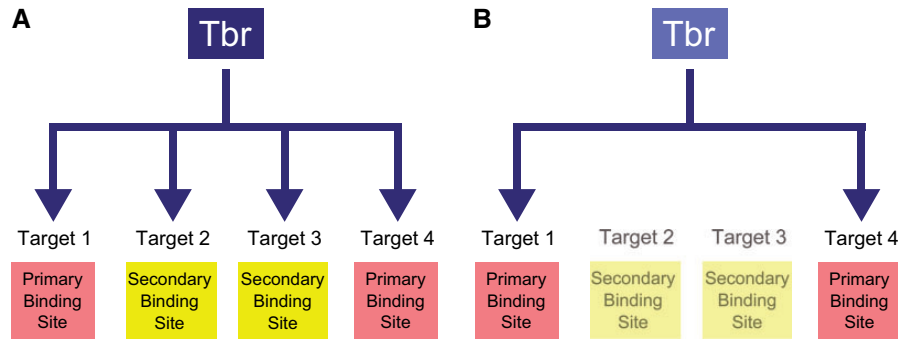 A
Tbr
Target 1 Target 2 Target 3 Target 4
Primary Secondary Secondary Primary
Binding Binding Binding Binding
Site Site Site Site
B
Tbr
Target 1 Target 2 Target 3 Target 4
Primary Secondary Secondary Primary
Binding Binding Binding Binding
Site Site Site Site